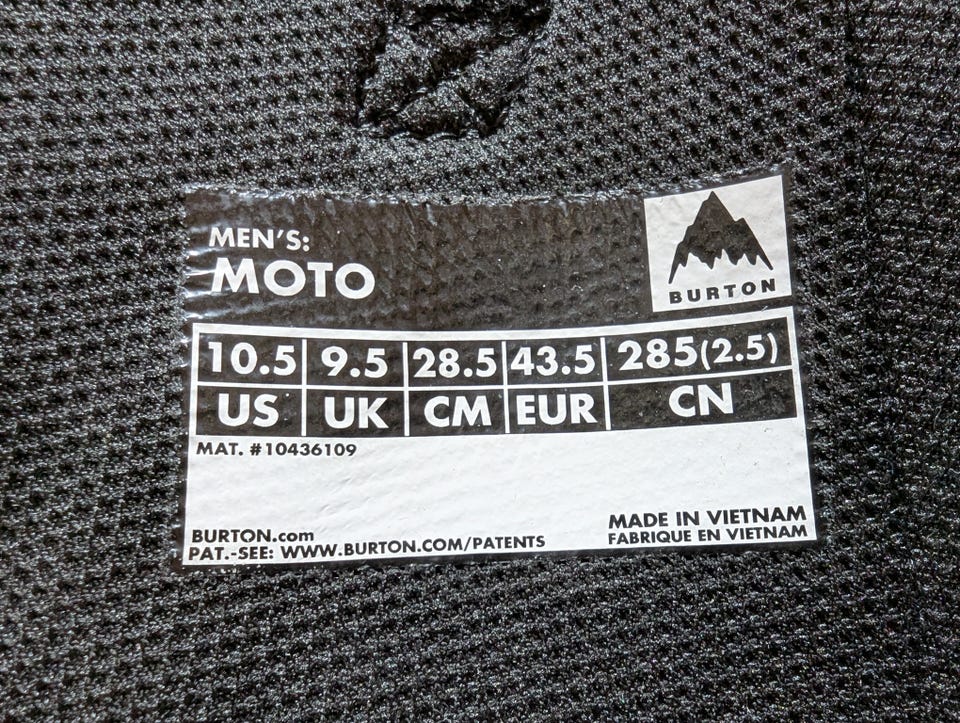 MEN'S:
MOTO
BURTON
10.5 9.5 28.5 43.5 285(2.5)
US UK CM EUR CN
MAT. #10436109
BURTON.com
PAT.-SEE: WWW.BURTON.COM/PATENTS
MADE IN VIETNAM
FABRIQUE EN VIETNAM